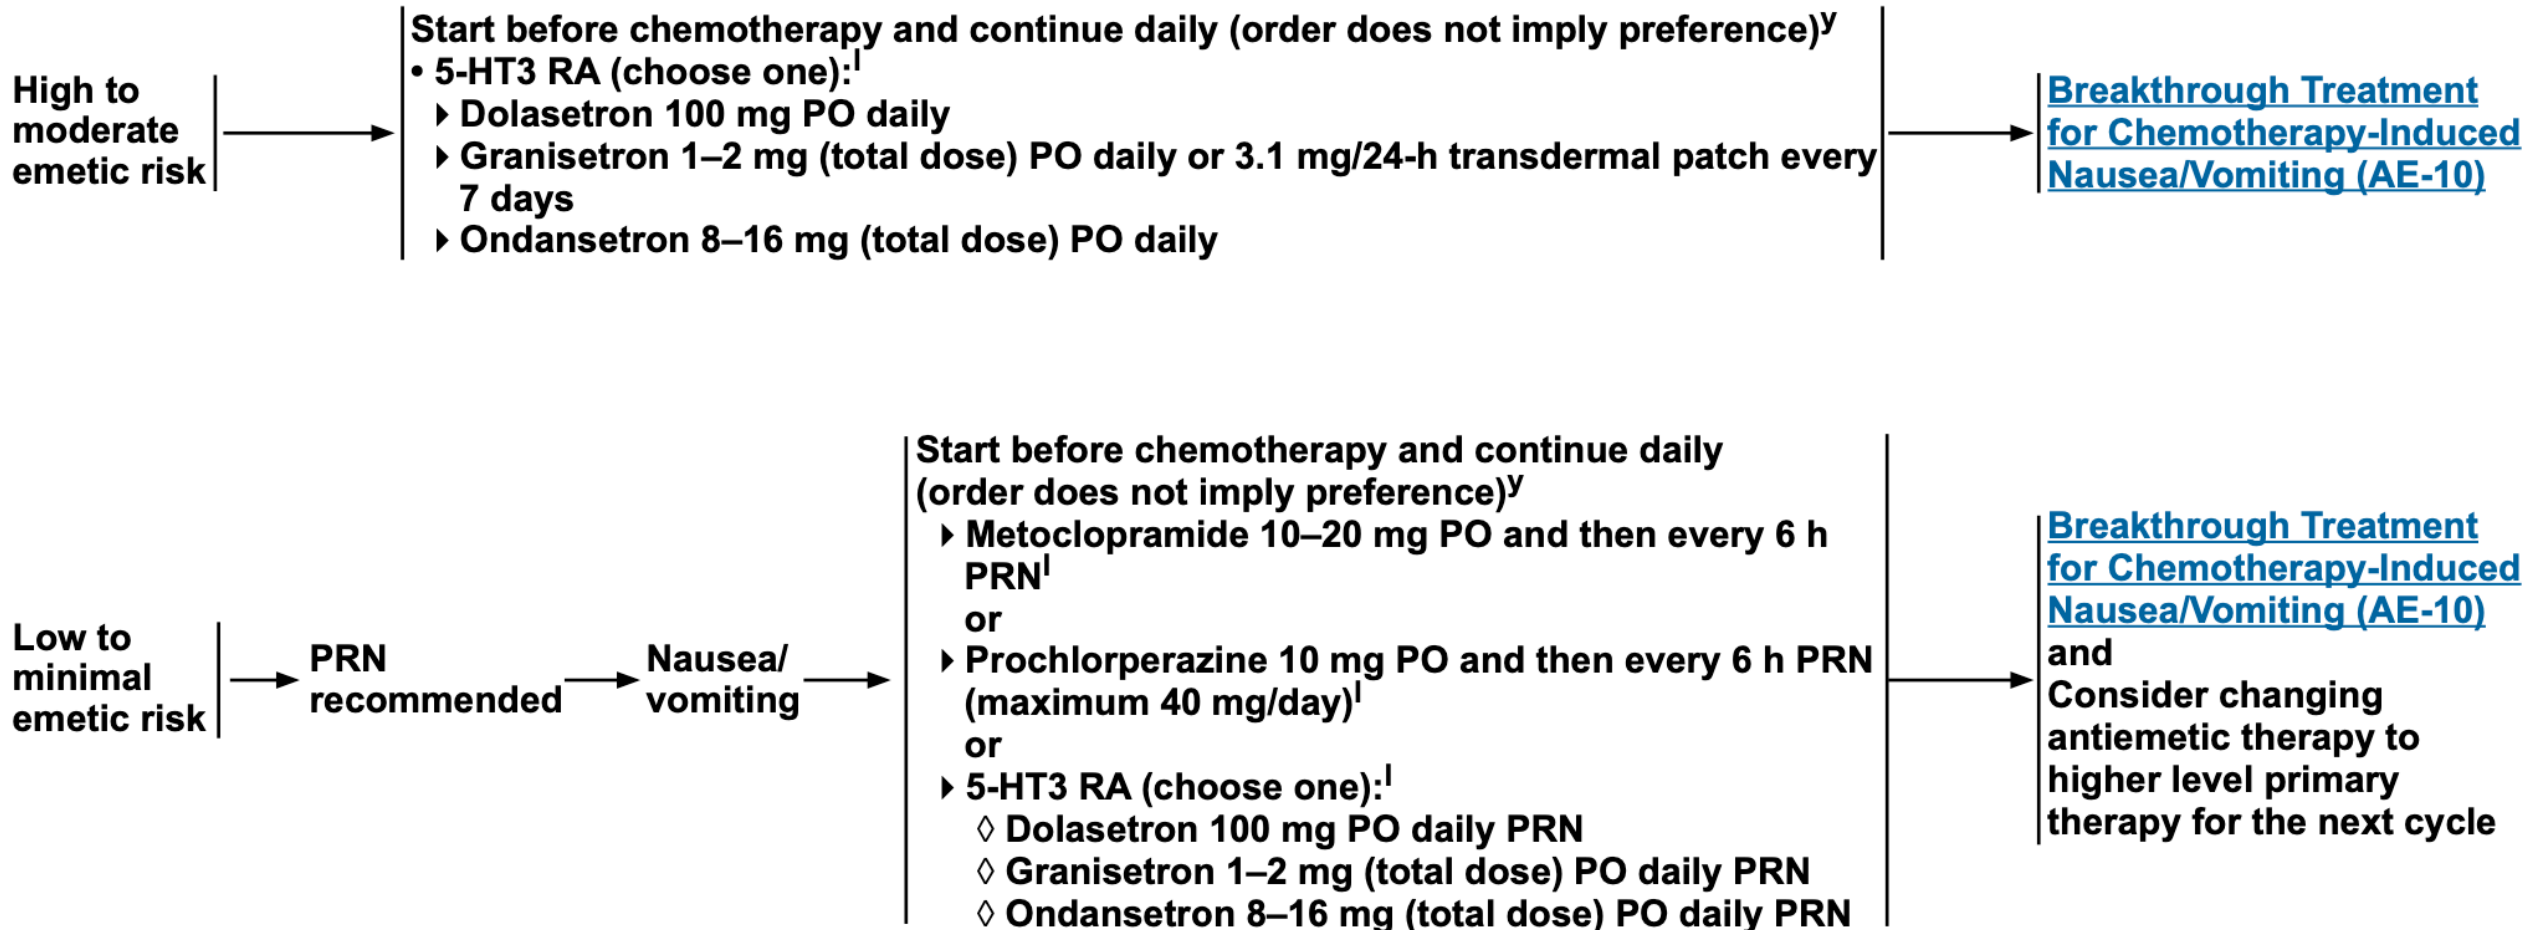 High to
moderate
emetic risk
Start before chemotherapy and continue daily (order does not imply preference)y
• 5-HT3 RA (choose one):l
▸ Dolasetron 100 mg PO daily
▸ Granisetron 1–2 mg (total dose) PO daily or 3.1 mg/24-h transdermal patch every
7 days
▸ Ondansetron 8–16 mg (total dose) PO daily
Breakthrough Treatment
for Chemotherapy-Induced
Nausea/Vomiting (AE-10)
Low to
minimal
emetic risk
PRN
recommended
Nausea/
vomiting
Start before chemotherapy and continue daily
(order does not imply preference)y
▸ Metoclopramide 10–20 mg PO and then every 6 h
PRNl
or
▸ Prochlorperazine 10 mg PO and then every 6 h PRN
(maximum 40 mg/day)l
or
▸ 5-HT3 RA (choose one):l
◊ Dolasetron 100 mg PO daily PRN
◊ Granisetron 1–2 mg (total dose) PO daily PRN
◊ Ondansetron 8–16 mg (total dose) PO daily PRN
Breakthrough Treatment
for Chemotherapy-Induced
Nausea/Vomiting (AE-10)
and
Consider changing
antiemetic therapy to
higher level primary
therapy for the next cycle